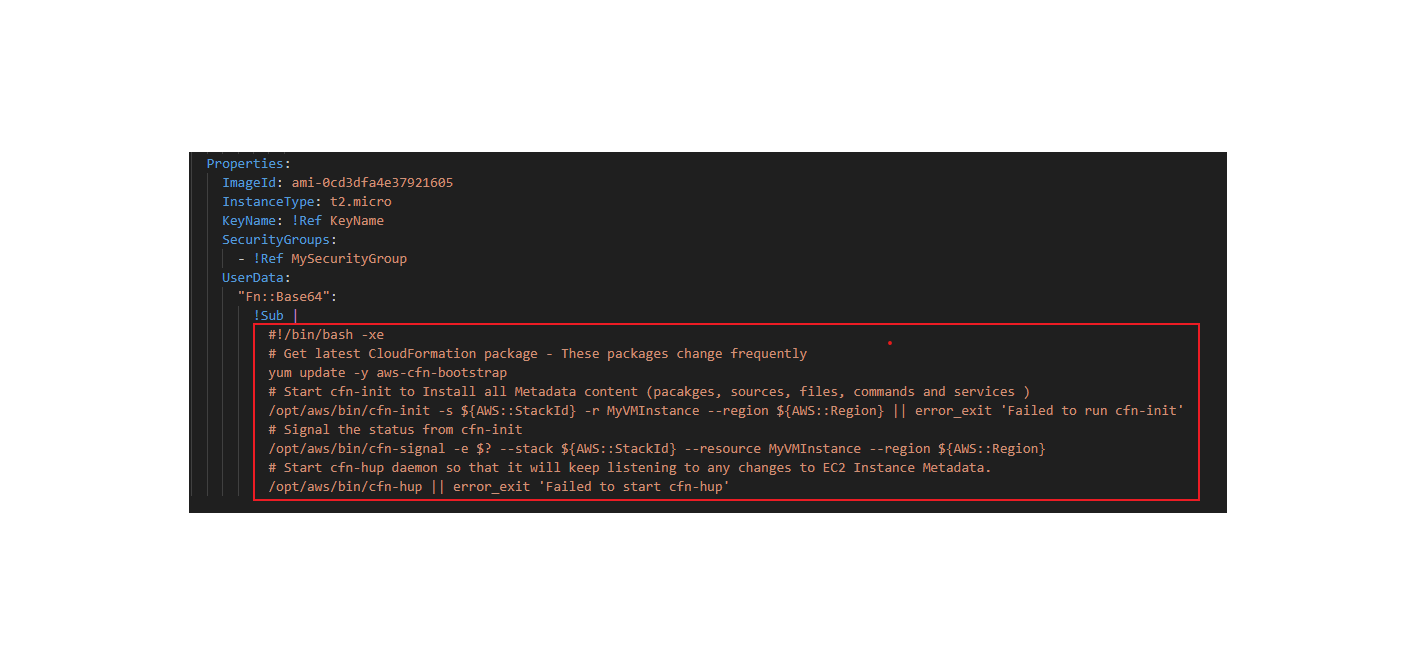 Properties:
ImageId: ami-0cd3dfa4e37921605
InstanceType: t2.micro
KeyName: !Ref KeyName
SecurityGroups:
- !Ref MySecurityGroup
UserData:
"Fn::Base64":
!Sub |
#!/bin/bash -xe
# Get latest CloudFormation package - These packages change frequently
yum update -y aws-cfn-bootstrap
# Start cfn-init to Install all Metadata content (pacakges, sources, files, commands and services )
/opt/aws/bin/cfn-init -s ${AWS::StackId} -r MyVMInstance --region ${AWS::Region} || error_exit 'Failed to run cfn-init'
# Signal the status from cfn-init
/opt/aws/bin/cfn-signal -e $? --stack ${AWS::StackId} --resource MyVMInstance --region ${AWS::Region}
# Start cfn-hup daemon so that it will keep listening to any changes to EC2 Instance Metadata.
/opt/aws/bin/cfn-hup || error_exit 'Failed to start cfn-hup'